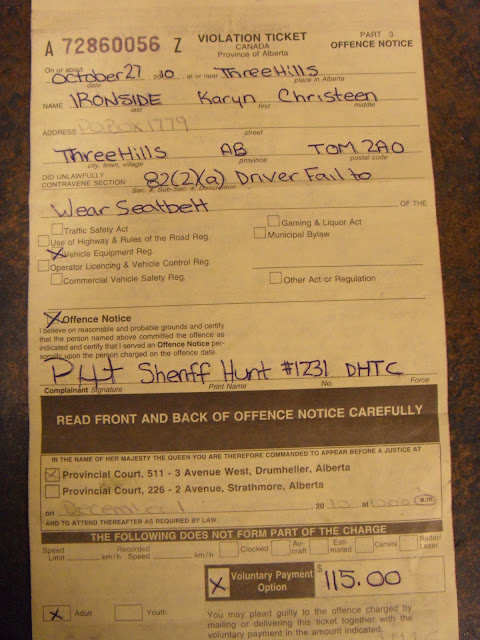 A 72860056 Z VIOLATION TICKET PART 3
CANADA OFFENCE NOTICE
Province of Alberta
On or about October 27 20 10 at or near Three Hills
date place in Alberta
NAME IRONSIDE Karyn Christeen
last first middle
ADDRESS PO BOX 1779
street
Three Hills AB TOM 2A0
city, town, village province postal code
DID UNLAWFULLY
CONTRAVENE SECTION 82(2)(a) Driver Fail to
Sec. #, Sub-Sec. #, Description
Wear Seatbelt OF THE
Traffic Safety Act Gaming & Liquor Act
Use of Highway & Rules of the Road Reg. Municipal Bylaw
X Vehicle Equipment Reg.
Operator Licencing & Vehicle Control Reg.
Commercial Vehicle Safety Reg. Other Act or Regulation
X Offence Notice
I believe on reasonable and probable grounds and certify
that the person named above committed the offence as
indicated and certify that I served an Offence Notice per-
sonally upon the person charged on the offence date.
Sheriff Hunt #1231 DHTC
Complainant Signature Print Name No. Force
READ FRONT AND BACK OF OFFENCE NOTICE CAREFULLY
IN THE NAME OF HER MAJESTY THE QUEEN YOU ARE THEREFORE COMMANDED TO APPEAR BEFORE A JUSTICE AT
X Provincial Court, 511 - 3 Avenue West, Drumheller, Alberta
Provincial Court, 226 - 2 Avenue, Strathmore, Alberta
on December 20 10 at a.m.
AND TO ATTEND THEREAFTER AS REQUIRED BY LAW.
THE FOLLOWING DOES NOT FORM PART OF THE CHARGE
Speed Limit km/h Recorded Speed km/h Clocked Air-craft Esti-mated Camera Radar/Laser
X Voluntary Payment Option $ 115.00
X Adult Youth
You may plead guilty to the offence charged by
mailing or delivering this ticket together with the
voluntary payment in the amount indicated.